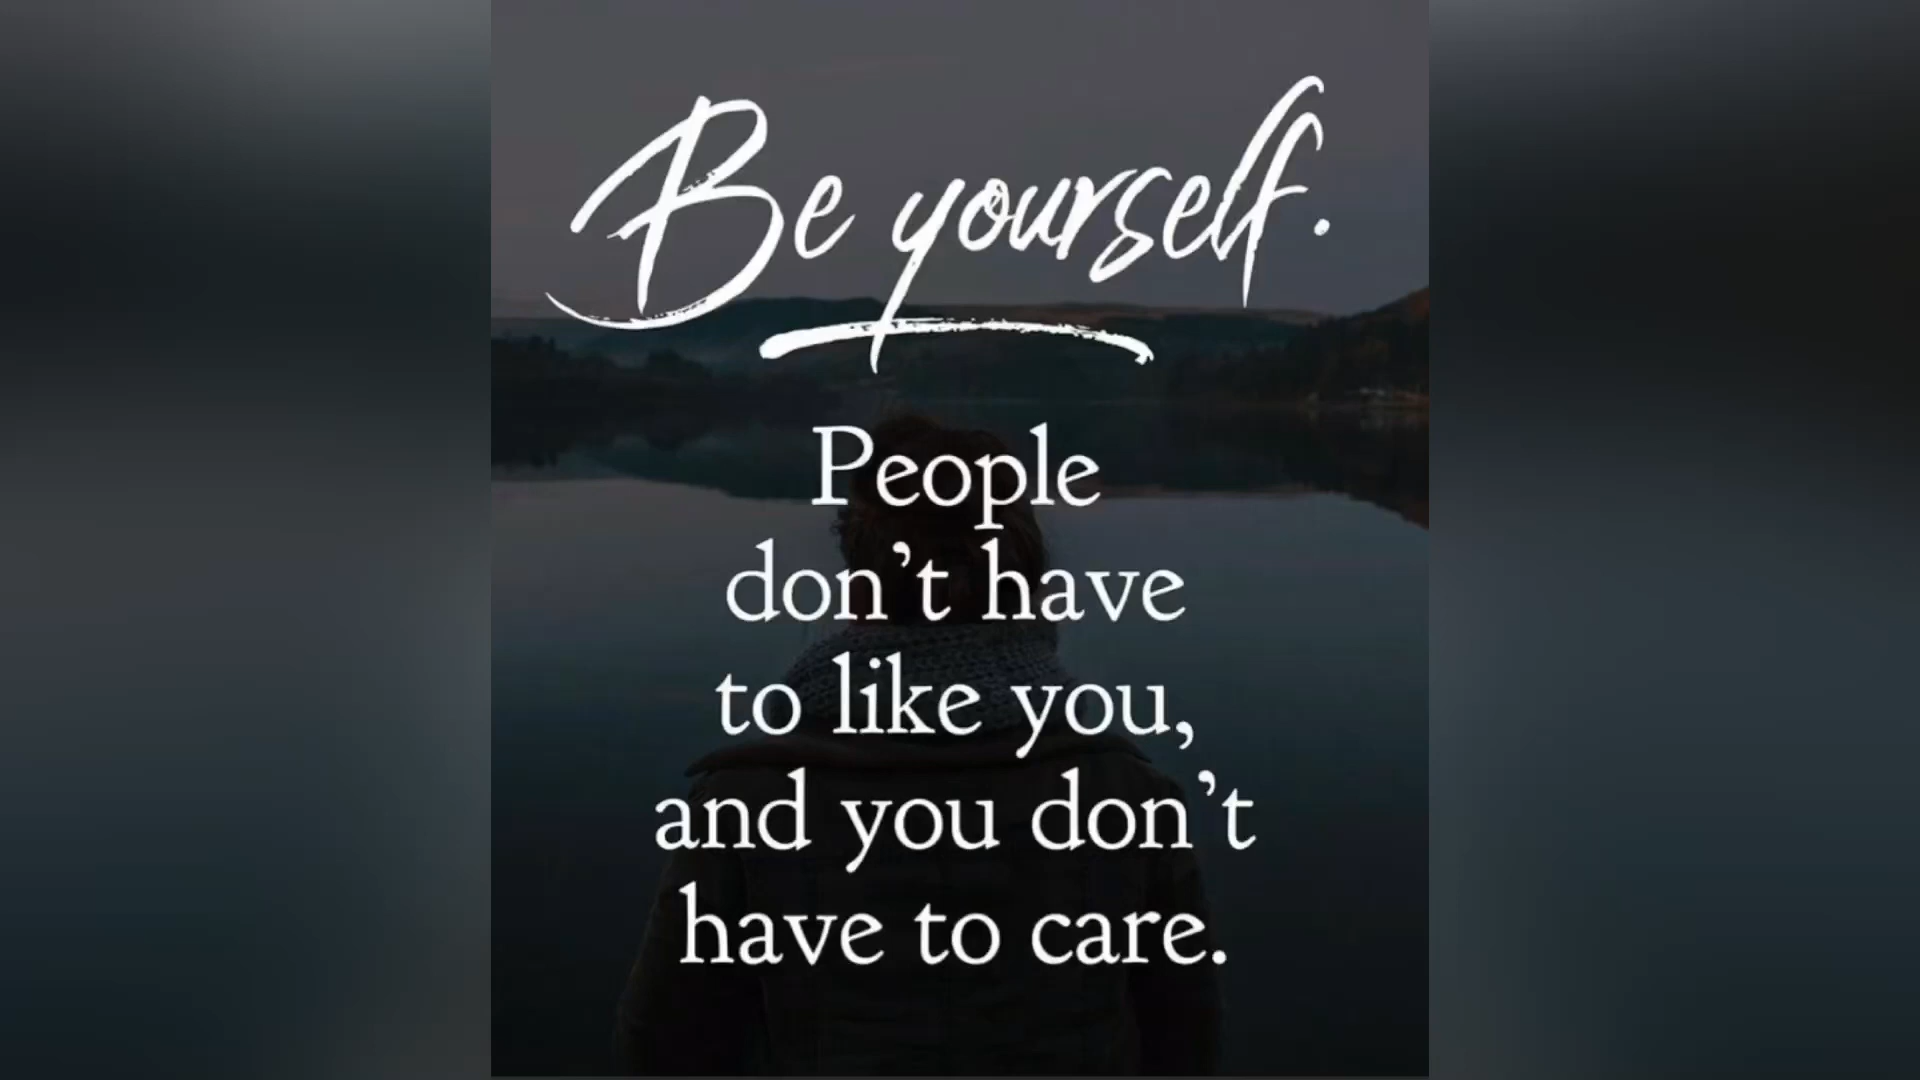 Be yourself.
People
don’t have
to like you,
and you don’t
have to care.